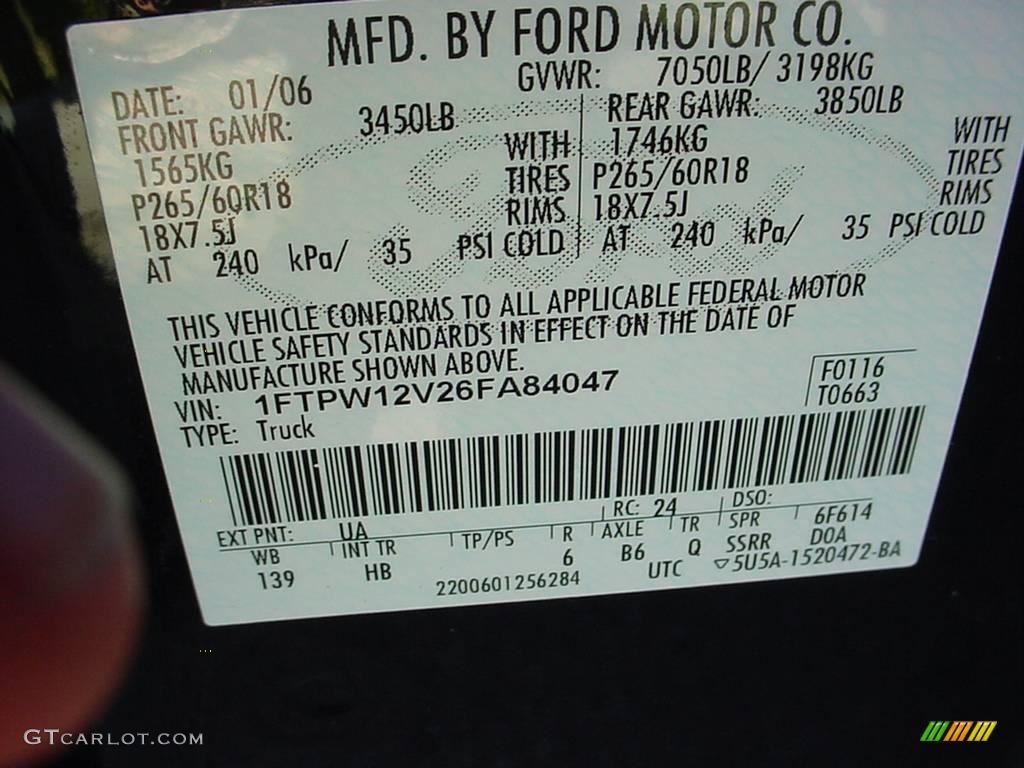 MFD. BY FORD MOTOR CO.
DATE: 01/06 GVWR: 7050LB/ 3198KG
FRONT GAWR: 3450LB REAR GAWR: 3850LB
1565KG WITH 1746KG WITH
P265/60R18 TIRES P265/60R18 TIRES
18X7.5J RIMS 18X7.5J RIMS
AT 240 kPa/ 35 PSI COLD AT 240 kPa/ 35 PSI COLD
THIS VEHICLE CONFORMS TO ALL APPLICABLE FEDERAL MOTOR
VEHICLE SAFETY STANDARDS IN EFFECT ON THE DATE OF
MANUFACTURE SHOWN ABOVE.
VIN: 1FTPW12V26FA84047 F0116
TYPE: Truck T0663
EXT PNT: UA RC: 24 DSO:
WB INT TR TP/PS R AXLE TR SPR 6F614
139 HB 6 B6 Q SSRR D0A
2200601256284 UTC ▽5U5A-1520472-BA
GTCARLOT.COM